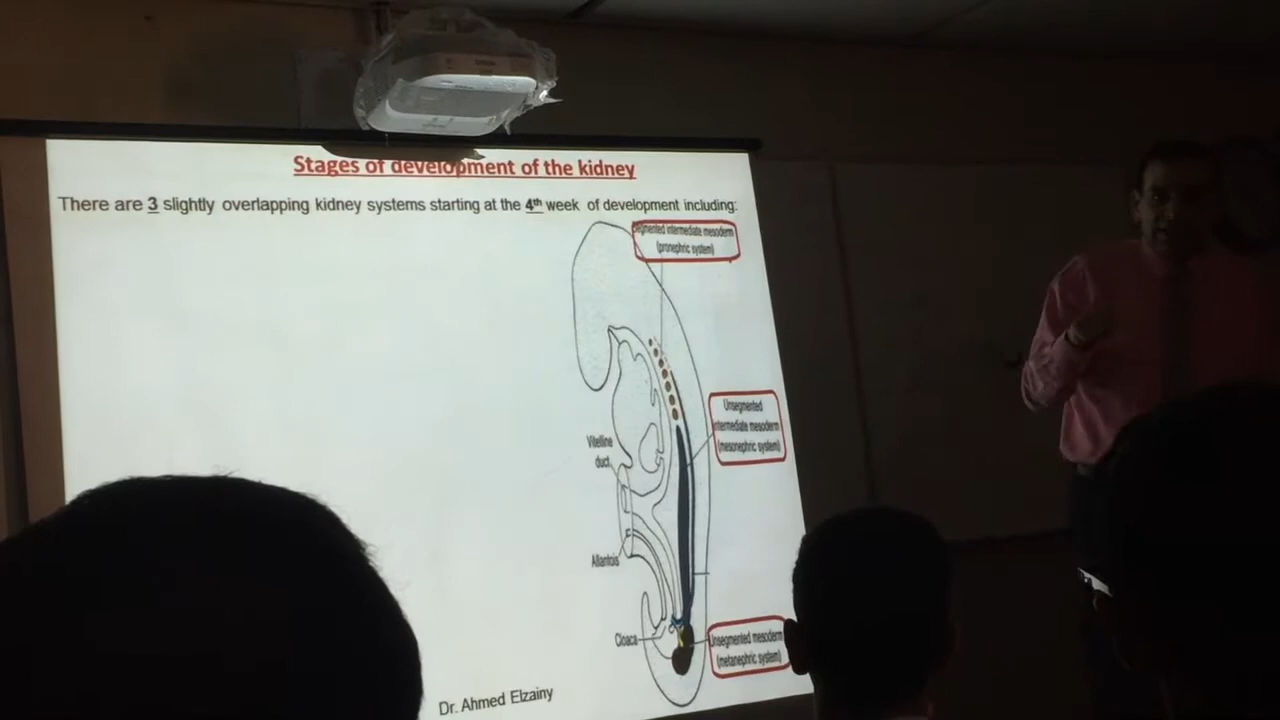 Stages of development of the kidney
There are 3 slightly overlapping kidney systems starting at the 4th week of development including:
segmented intermediate mesoderm
(pronephric system)
Unsegmented
intermediate mesoderm
(mesonephric system)
Vitelline
duct
Allantois
Cloaca
Unsegmented mesoderm
(metanephric system)
Dr. Ahmed Elzainy